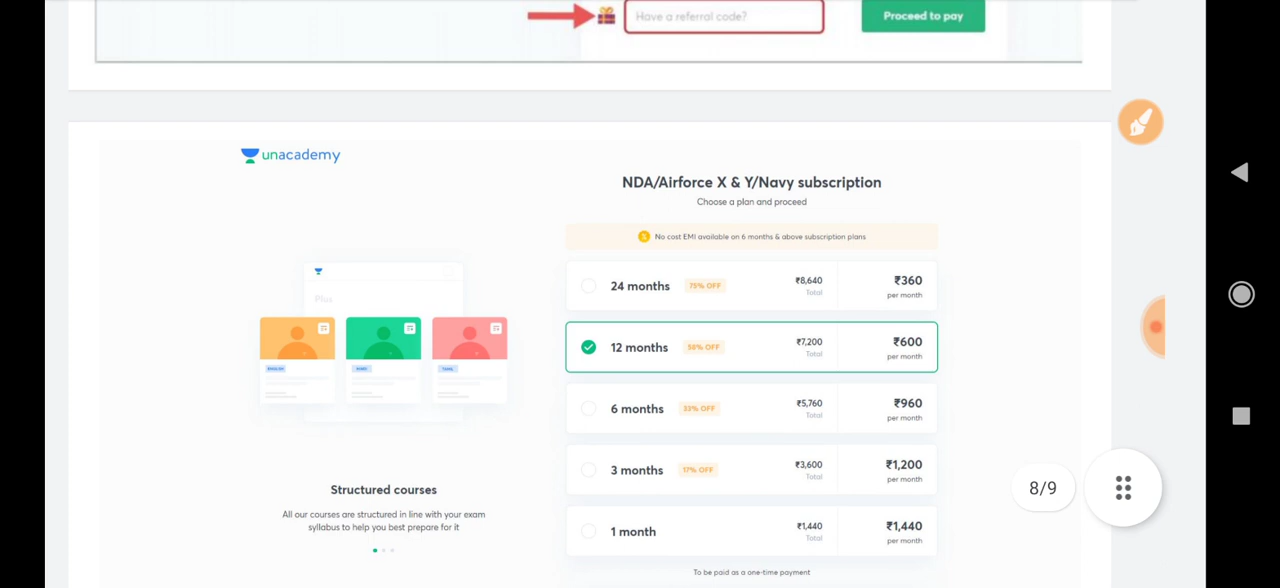 Have a referral code?
Proceed to pay
unacademy
NDA/Airforce X & Y/Navy subscription
Choose a plan and proceed
No cost EMI available on 6 months & above subscription plans
24 months 75% OFF ₹8,640 Total ₹360 per month
12 months 58% OFF ₹7,200 Total ₹600 per month
6 months 33% OFF ₹5,760 Total ₹960 per month
3 months 17% OFF ₹3,600 Total ₹1,200 per month
1 month ₹1,440 Total ₹1,440 per month
To be paid as a one-time payment
Plus
ENGLISH HINDI
Structured courses
All our courses are structured in line with your exam
syllabus to help you best prepare for it
8/9